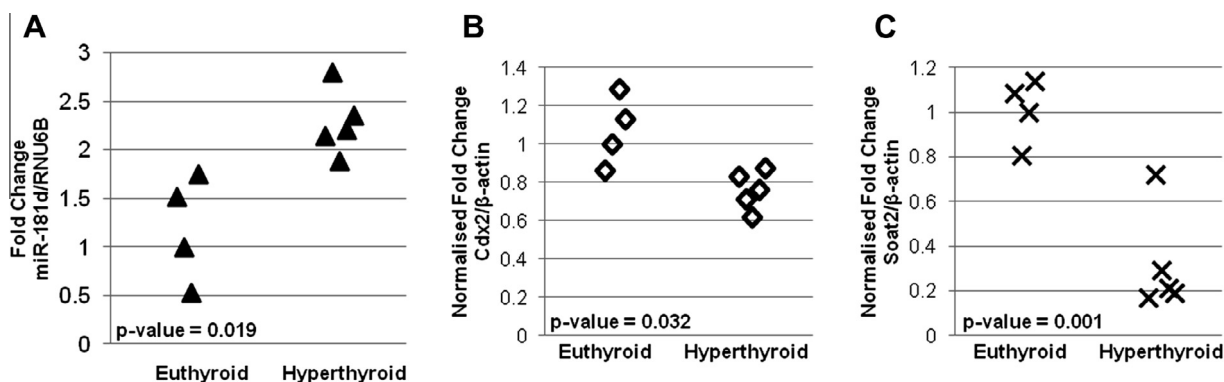 A
Fold Change
miR-181d/RNU6B
3
2.5
2
1.5
1
0.5
0
p-value = 0.019
Euthyroid
Hyperthyroid
B
Normalised Fold Change
Cdx2/β-actin
1.4
1.2
1
0.8
0.6
0.4
0.2
0
p-value = 0.032
Euthyroid
Hyperthyroid
C
Normalised Fold Change
Soat2/β-actin
1.2
1
0.8
0.6
0.4
0.2
0
p-value = 0.001
Euthyroid
Hyperthyroid